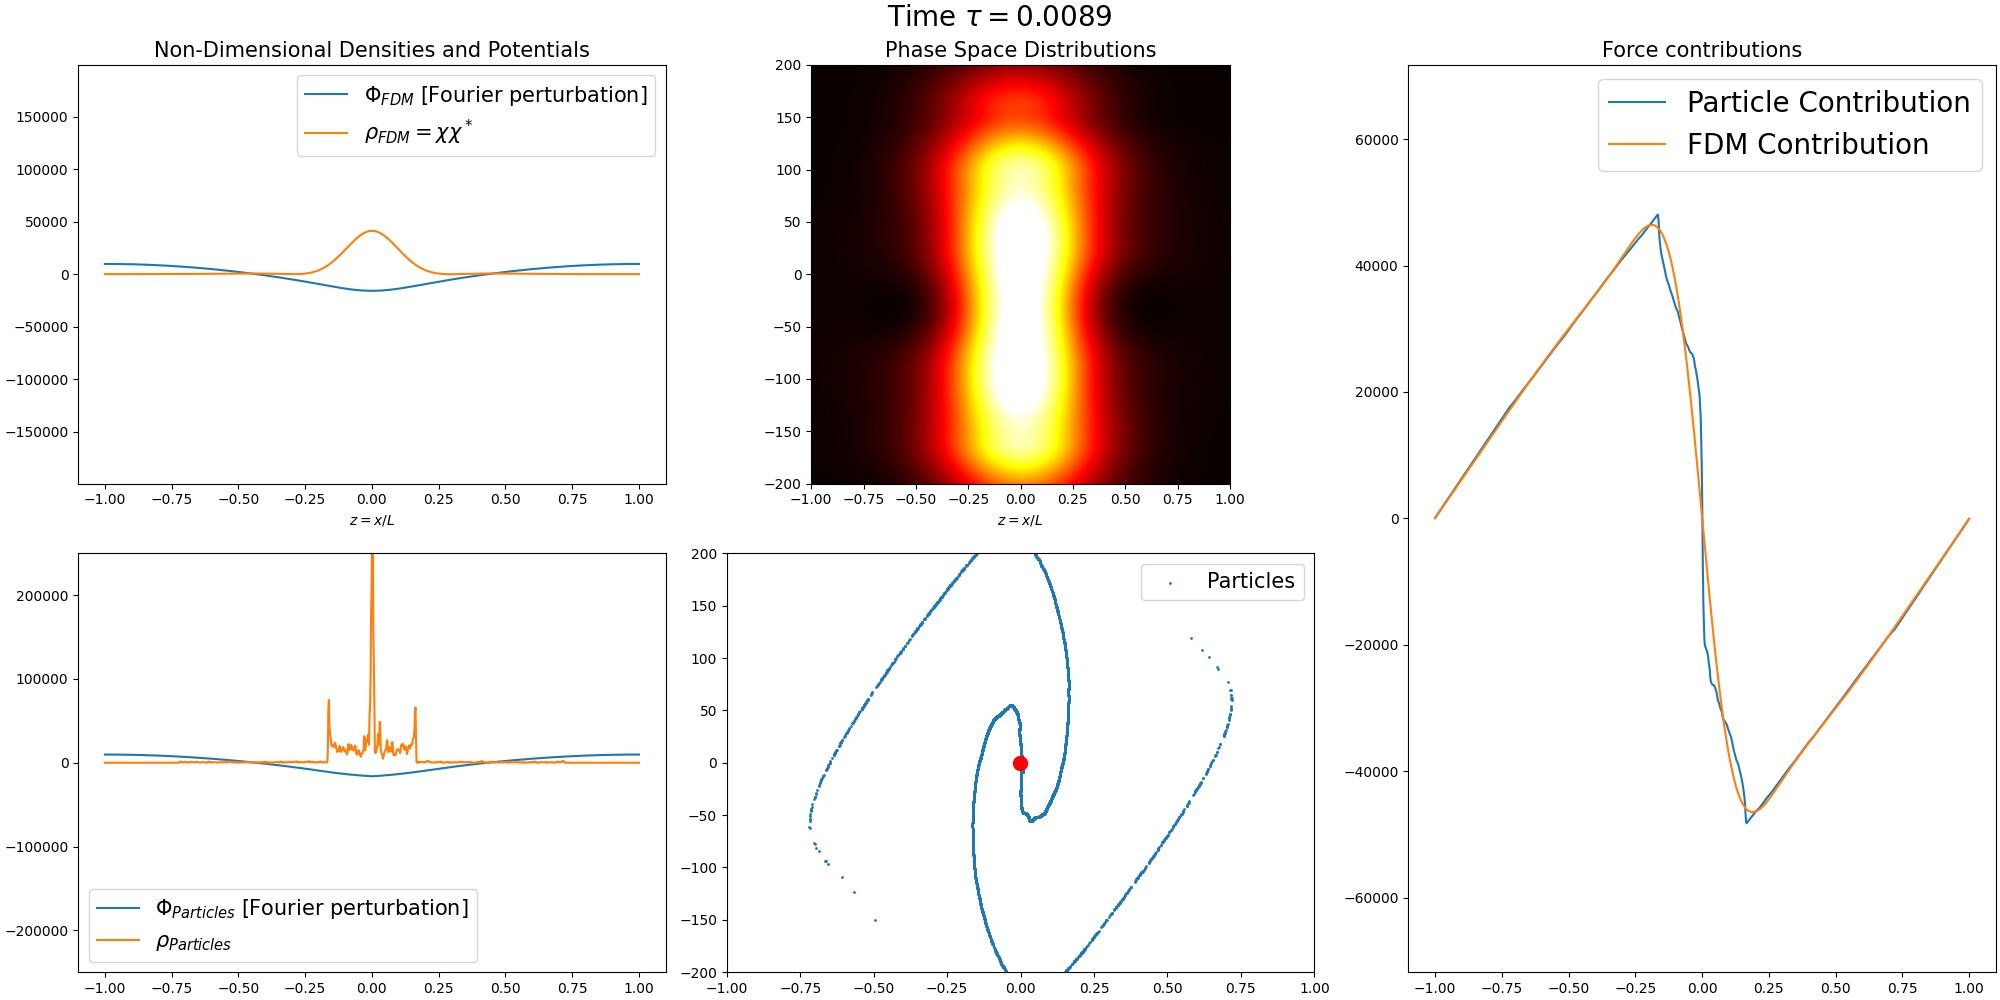 Time τ = 0.0089
Non-Dimensional Densities and Potentials
Φ_FDM [Fourier perturbation]
ρ_FDM = χχ*
150000
100000
50000
0
−50000
−100000
−150000
−1.00 −0.75 −0.50 −0.25 0.00 0.25 0.50 0.75 1.00
z = x/L
Phase Space Distributions
200
150
100
50
0
−50
−100
−150
−200
−1.00 −0.75 −0.50 −0.25 0.00 0.25 0.50 0.75 1.00
z = x/L
Force contributions
Particle Contribution
FDM Contribution
60000
40000
20000
0
−20000
−40000
−60000
−1.00 −0.75 −0.50 −0.25 0.00 0.25 0.50 0.75 1.00
200000
100000
0
−100000
−200000
Φ_Particles [Fourier perturbation]
ρ_Particles
−1.00 −0.75 −0.50 −0.25 0.00 0.25 0.50 0.75 1.00
Particles
200
150
100
50
0
−50
−100
−150
−200
−1.00 −0.75 −0.50 −0.25 0.00 0.25 0.50 0.75 1.00